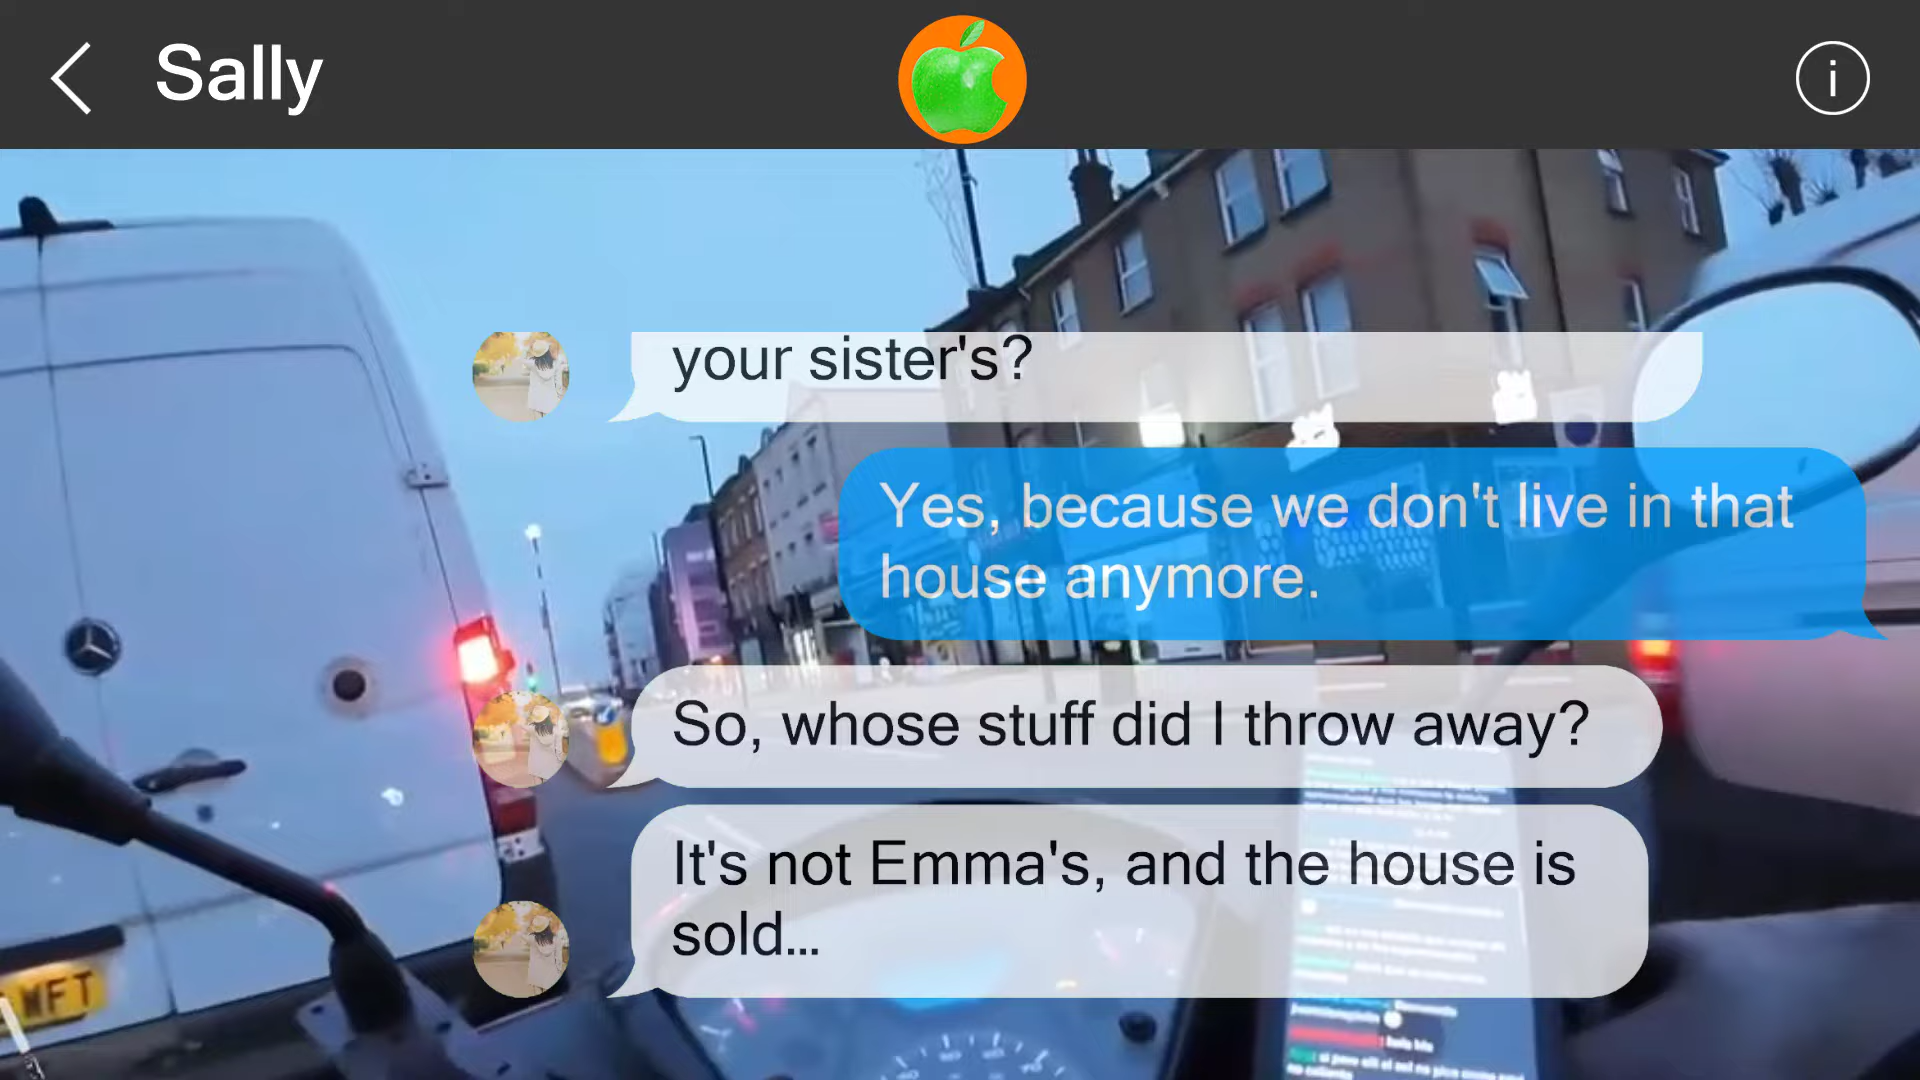 Sally
your sister's?
Yes, because we don't live in that
house anymore.
So, whose stuff did I throw away?
It's not Emma's, and the house is
sold...
MFT